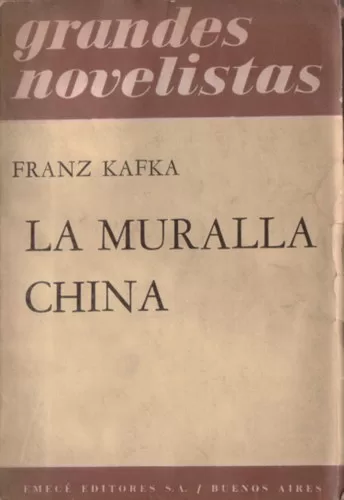 grandes
novelistas
FRANZ KAFKA
LA MURALLA
CHINA
EMECÉ EDITORES S.A. / BUENOS AIRES